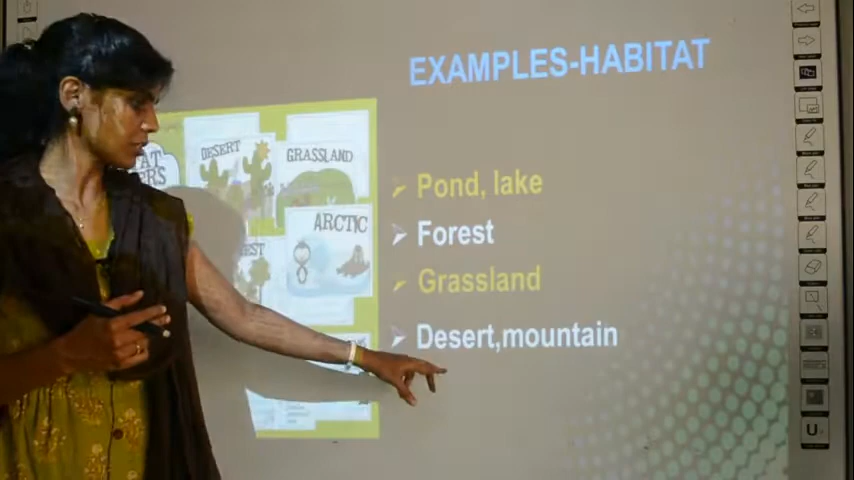 EXAMPLES-HABITAT
DESERT
GRASSLAND
ARCTIC
Pond, lake
Forest
Grassland
Desert,mountain
U